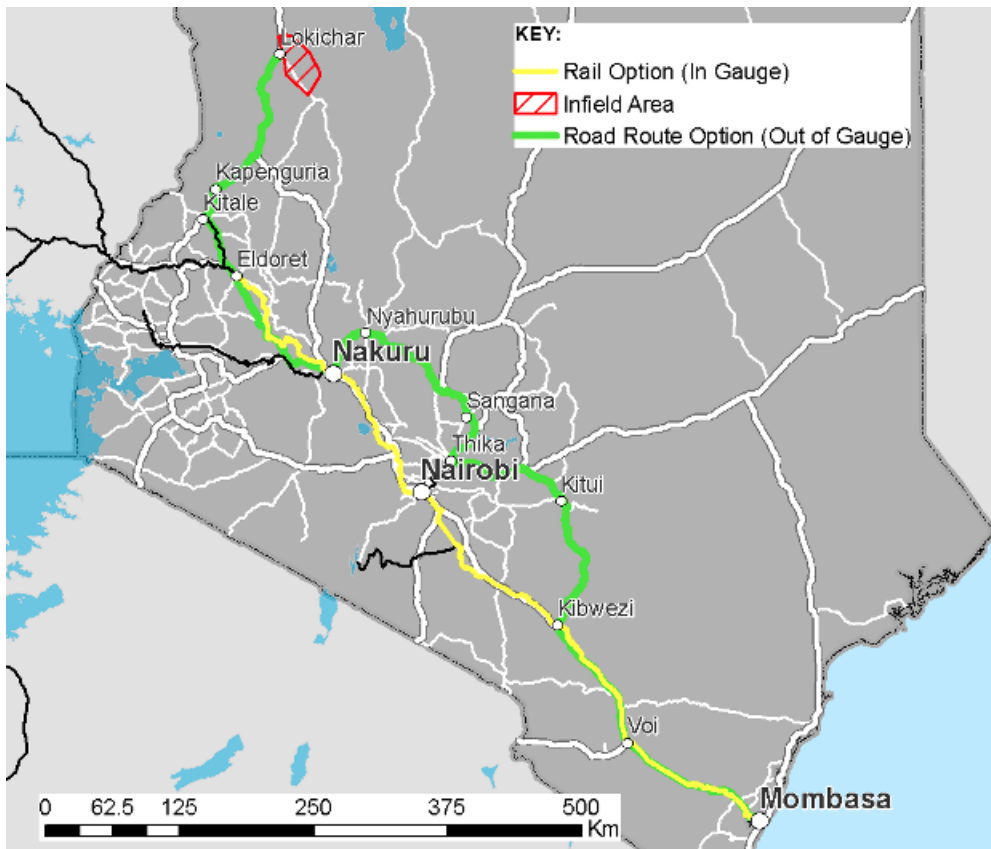 Lokichar
KEY:
Rail Option (In Gauge)
Infield Area
Road Route Option (Out of Gauge)
Kapenguria
Kitale
Eldoret
Nyahurubu
Nakuru
Sangana
Thika
Nairobi
Kitui
Kibwezi
Voi
Mombasa
0 62.5 125 250 375 500
Km